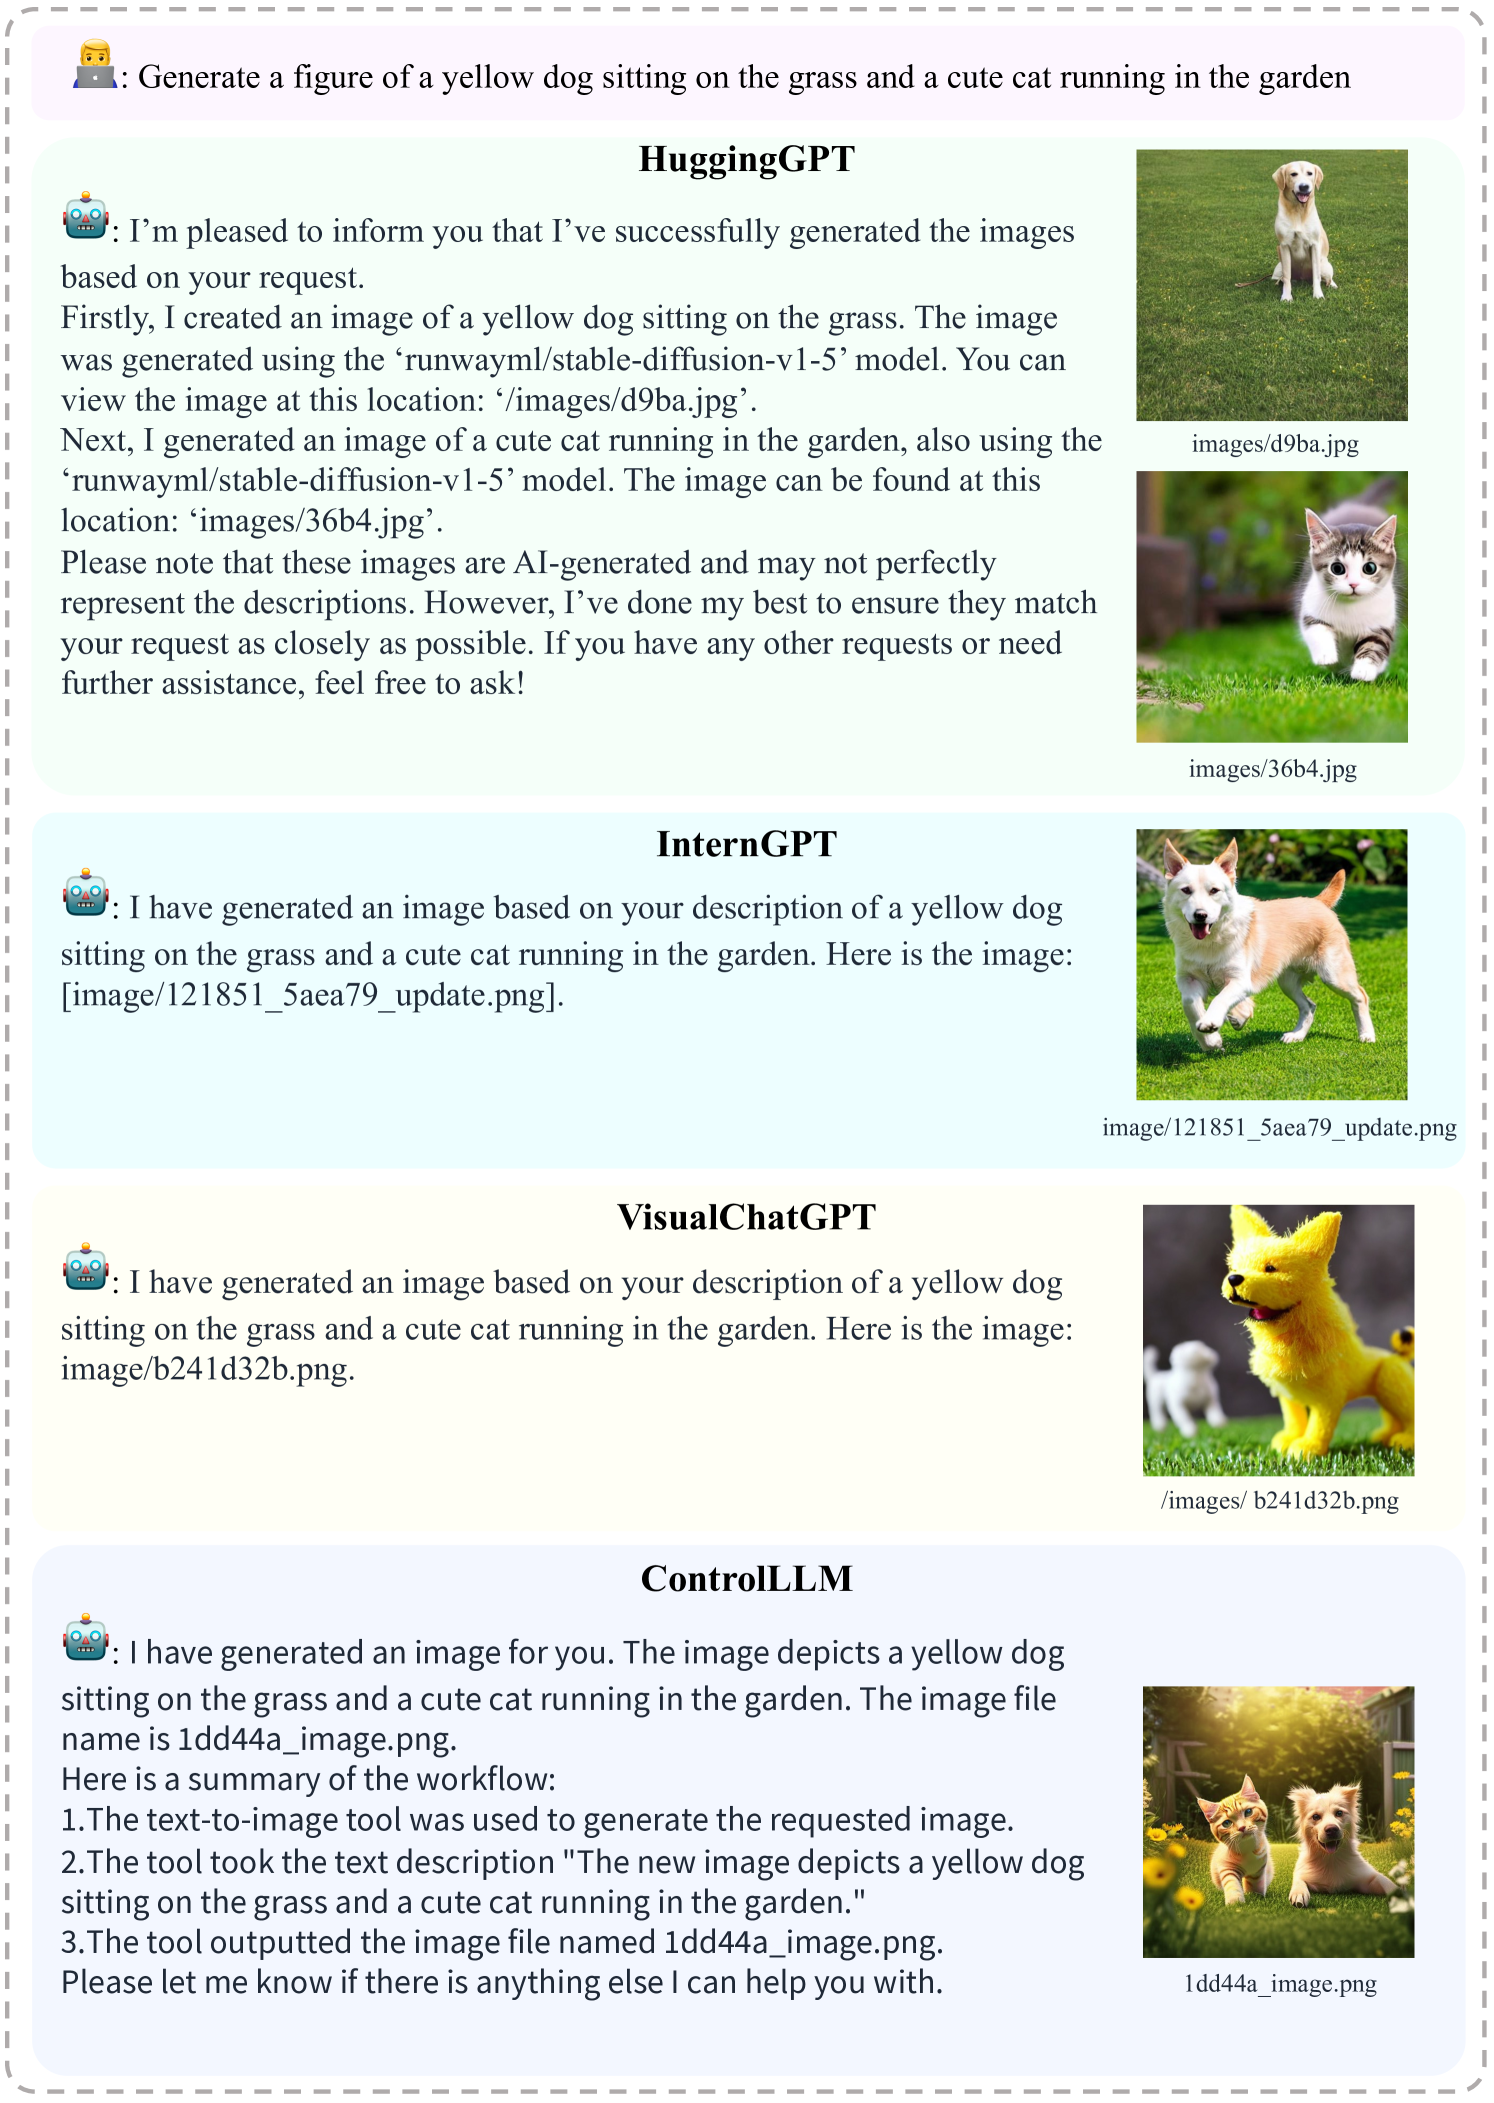 : Generate a figure of a yellow dog sitting on the grass and a cute cat running in the garden
HuggingGPT
: I’m pleased to inform you that I’ve successfully generated the images
based on your request.
Firstly, I created an image of a yellow dog sitting on the grass. The image
was generated using the ‘runwayml/stable-diffusion-v1-5’ model. You can
view the image at this location: ‘/images/d9ba.jpg’.
Next, I generated an image of a cute cat running in the garden, also using the
‘runwayml/stable-diffusion-v1-5’ model. The image can be found at this
location: ‘images/36b4.jpg’.
Please note that these images are AI-generated and may not perfectly
represent the descriptions. However, I’ve done my best to ensure they match
your request as closely as possible. If you have any other requests or need
further assistance, feel free to ask!
images/d9ba.jpg
images/36b4.jpg
InternGPT
: I have generated an image based on your description of a yellow dog
sitting on the grass and a cute cat running in the garden. Here is the image:
[image/121851_5aea79_update.png].
image/121851_5aea79_update.png
VisualChatGPT
: I have generated an image based on your description of a yellow dog
sitting on the grass and a cute cat running in the garden. Here is the image:
image/b241d32b.png.
/images/ b241d32b.png
ControlLLM
: I have generated an image for you. The image depicts a yellow dog
sitting on the grass and a cute cat running in the garden. The image file
name is 1dd44a_image.png.
Here is a summary of the workflow:
1.The text-to-image tool was used to generate the requested image.
2.The tool took the text description "The new image depicts a yellow dog
sitting on the grass and a cute cat running in the garden."
3.The tool outputted the image file named 1dd44a_image.png.
Please let me know if there is anything else I can help you with.
1dd44a_image.png